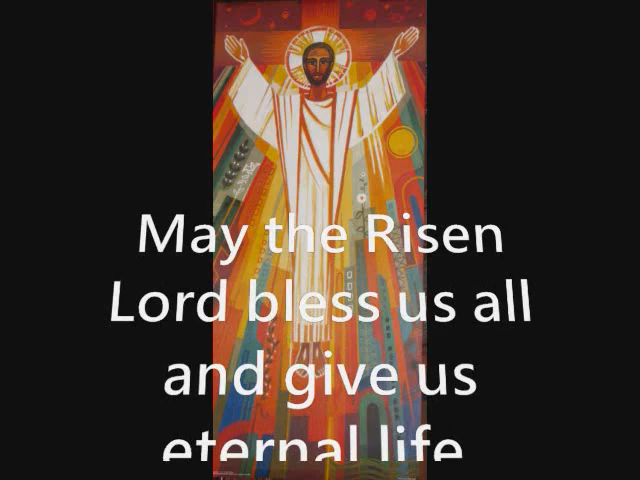 May the Risen
Lord bless us all
and give us
eternal life